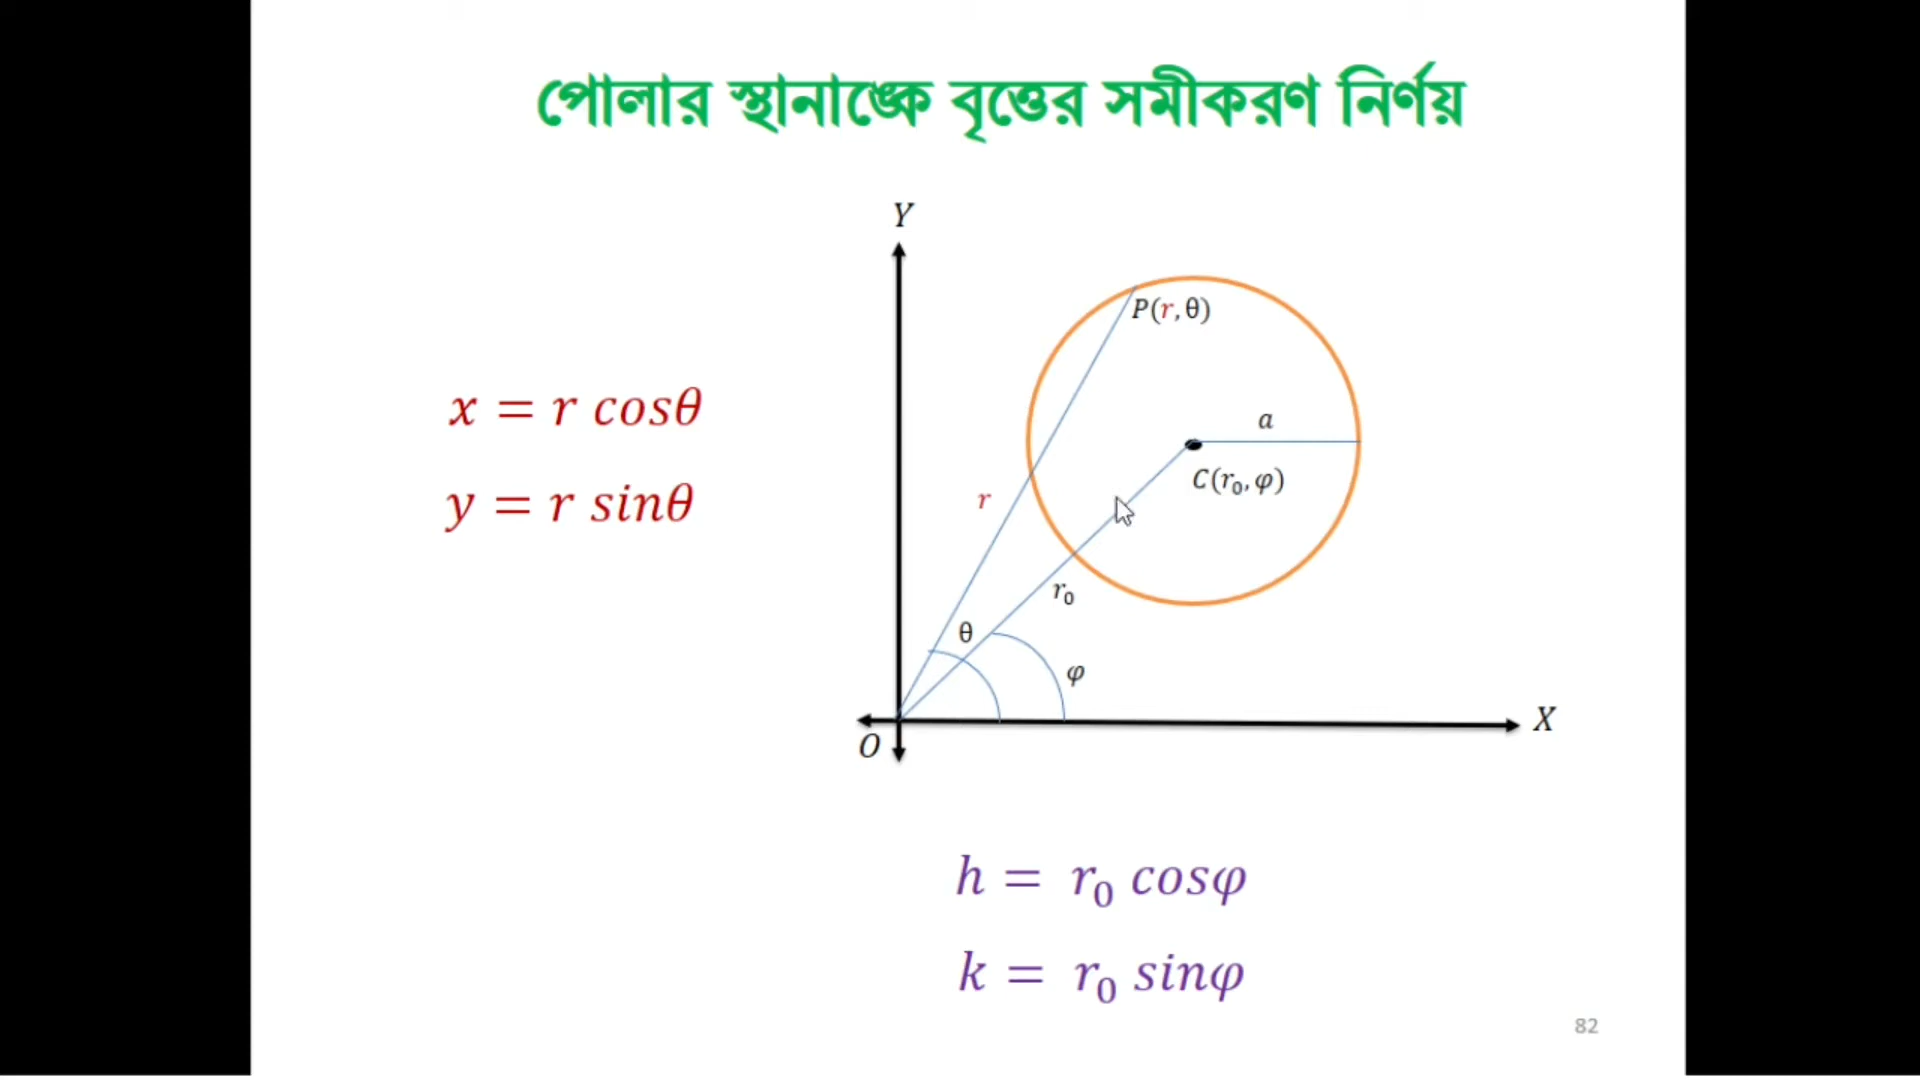 পোলার স্থানাঙ্কে বৃত্তের সমীকরণ নির্ণয়
Y
P(r, θ)
x = r cosθ
a
C(r₀, φ)
y = r sinθ
r
r₀
θ
φ
X
O
h = r₀ cosφ
k = r₀ sinφ
82